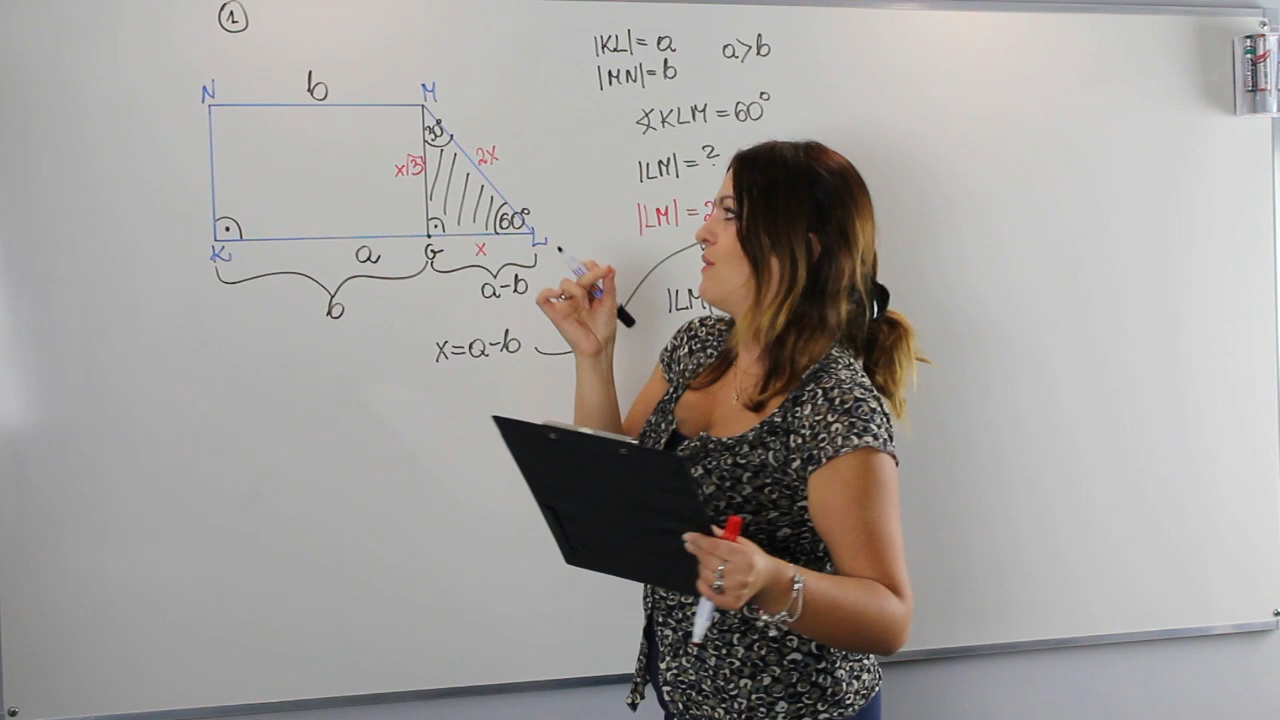 1
N b M
30°
x√3 2x
60°
K a G x L
b a-b
x=a-b
|KL|=a a>b
|MN|=b
∢KLM=60°
|LM|=?
|LM|=2
|LM|